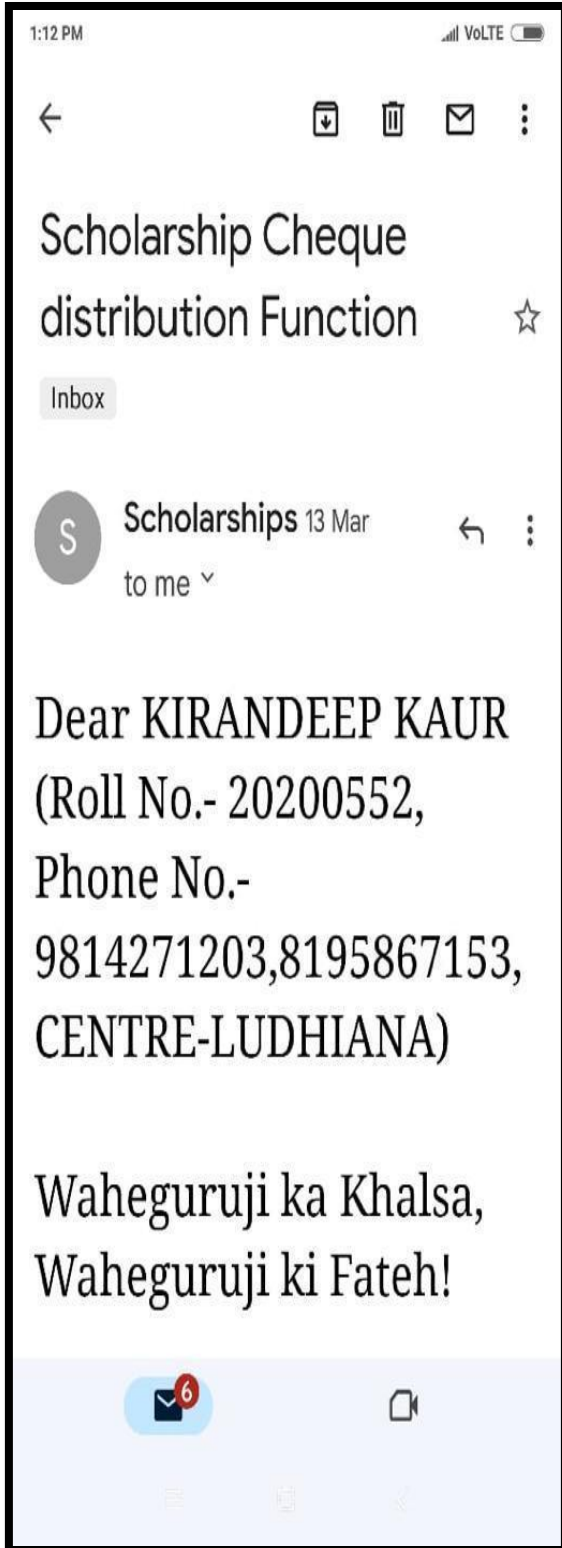 1:12 PM VoLTE
Scholarship Cheque
distribution Function
Inbox
S Scholarships 13 Mar
to me
Dear KIRANDEEP KAUR
(Roll No.- 20200552,
Phone No.-
9814271203,8195867153,
CENTRE-LUDHIANA)
Waheguruji ka Khalsa,
Waheguruji ki Fateh!
6